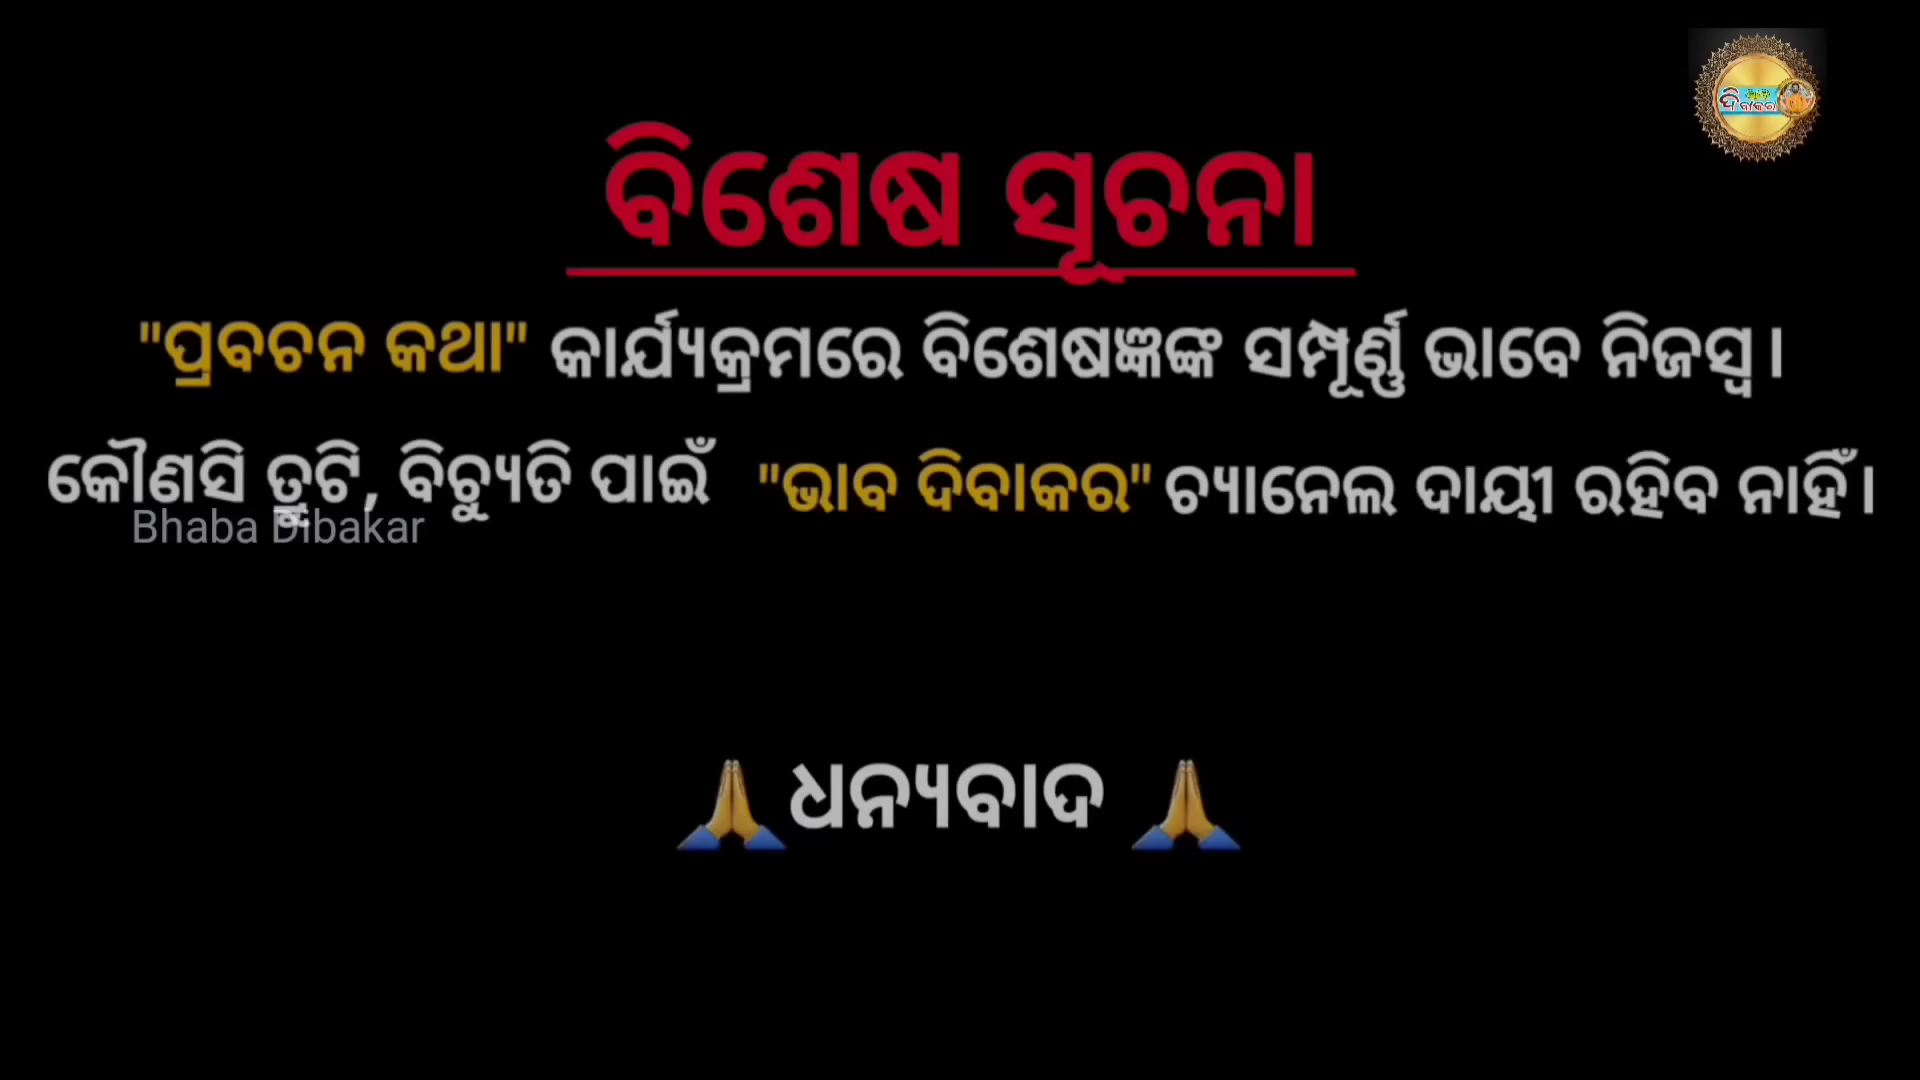 ବିଶେଷ ସୂଚନା
"ପ୍ରବଚନ କଥା" କାର୍ଯ୍ୟକ୍ରମରେ ବିଶେଷଜ୍ଞଙ୍କ ସମ୍ପୂର୍ଣ୍ଣ ଭାବେ ନିଜସ୍ୱ ।
କୌଣସି ତ୍ରୁଟି, ବିଚ୍ୟୁତି ପାଇଁ "ଭାବ ଦିବାକର" ଚ୍ୟାନେଲ ଦାୟୀ ରହିବ ନାହିଁ ।
Bhaba Dibakar
🙏 ଧନ୍ୟବାଦ 🙏